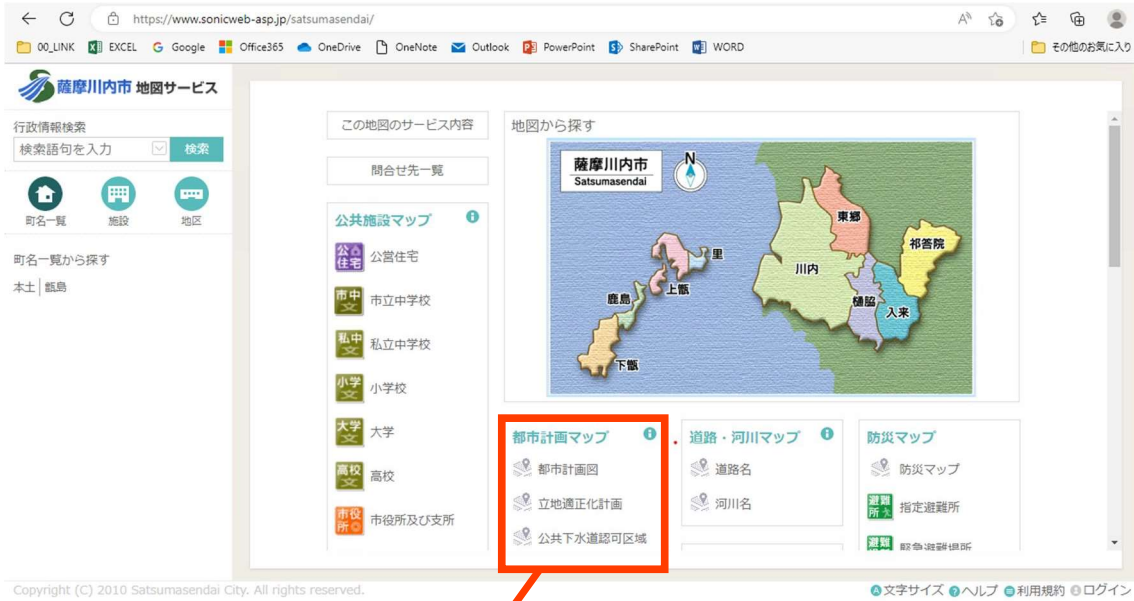 https://www.sonicweb-asp.jp/satsumasendai/
00_LINK EXCEL Google Office365 OneDrive OneNote Outlook PowerPoint SharePoint WORD その他のお気に入り
薩摩川内市 地図サービス
行政情報検索
検索語句を入力 検索
町名一覧 施設 地区
町名一覧から探す
本土 甑島
この地図のサービス内容
問合せ先一覧
公共施設マップ
公営住宅
市立中学校
私立中学校
小学校
大学
高校
市役所及び支所
地図から探す
薩摩川内市
Satsumasendai
N
東郷
祁答院
里
川内
上甑
鹿島
樋脇
入来
下甑
都市計画マップ
都市計画図
立地適正化計画
公共下水道認可区域
道路・河川マップ
道路名
河川名
防災マップ
防災マップ
指定避難所
緊急避難場所
Copyright (C) 2010 Satsumasendai City. All rights reserved.
文字サイズ ヘルプ 利用規約 ログイン